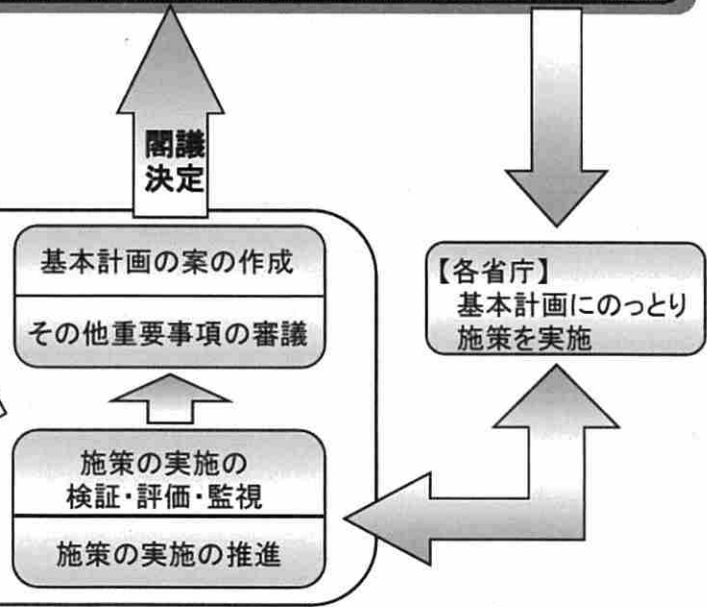 閣議
決定
基本計画の案の作成
その他重要事項の審議
【各省庁】
基本計画にのっとり
施策を実施
施策の実施の
検証・評価・監視
施策の実施の推進